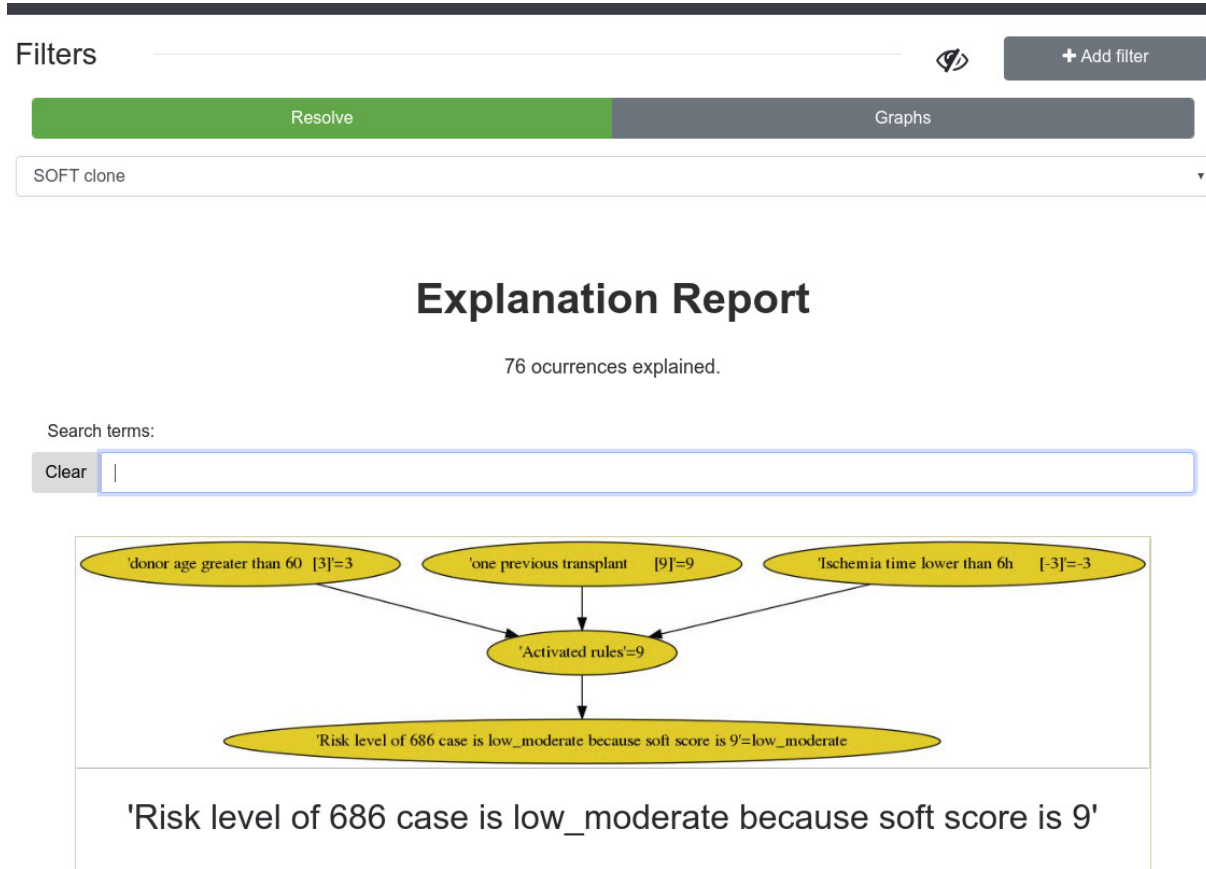 Filters
+ Add filter
Resolve
Graphs
SOFT clone
Explanation Report
76 ocurrences explained.
Search terms:
Clear
'donor age greater than 60 [3]'=3
'one previous transplant [9]'=9
'Ischemia time lower than 6h [-3]'=-3
'Activated rules'=9
'Risk level of 686 case is low_moderate because soft score is 9'=low_moderate
'Risk level of 686 case is low_moderate because soft score is 9'